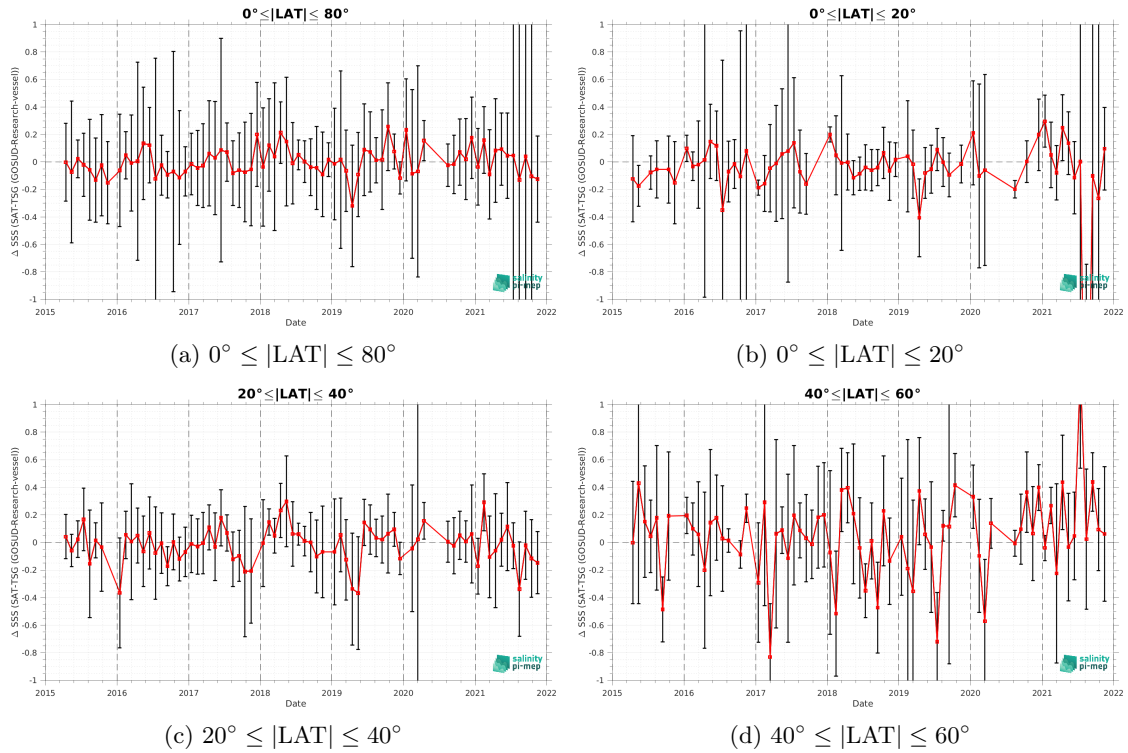 0°≤|LAT|≤ 80°
Δ SSS (SAT-TSG (GOSUD-Research-vessel))
1
0.8
0.6
0.4
0.2
0
-0.2
-0.4
-0.6
-0.8
-1
salinity
pi-mep
2015 2016 2017 2018 2019 2020 2021 2022
Date
(a) 0° ≤ |LAT| ≤ 80°
0°≤|LAT|≤ 20°
Δ SSS (SAT-TSG (GOSUD-Research-vessel))
1
0.8
0.6
0.4
0.2
0
-0.2
-0.4
-0.6
-0.8
-1
salinity
pi-mep
2015 2016 2017 2018 2019 2020 2021 2022
Date
(b) 0° ≤ |LAT| ≤ 20°
20°≤|LAT|≤ 40°
Δ SSS (SAT-TSG (GOSUD-Research-vessel))
1
0.8
0.6
0.4
0.2
0
-0.2
-0.4
-0.6
-0.8
-1
salinity
pi-mep
2015 2016 2017 2018 2019 2020 2021 2022
Date
(c) 20° ≤ |LAT| ≤ 40°
40°≤|LAT|≤ 60°
Δ SSS (SAT-TSG (GOSUD-Research-vessel))
1
0.8
0.6
0.4
0.2
0
-0.2
-0.4
-0.6
-0.8
-1
salinity
pi-mep
2015 2016 2017 2018 2019 2020 2021 2022
Date
(d) 40° ≤ |LAT| ≤ 60°